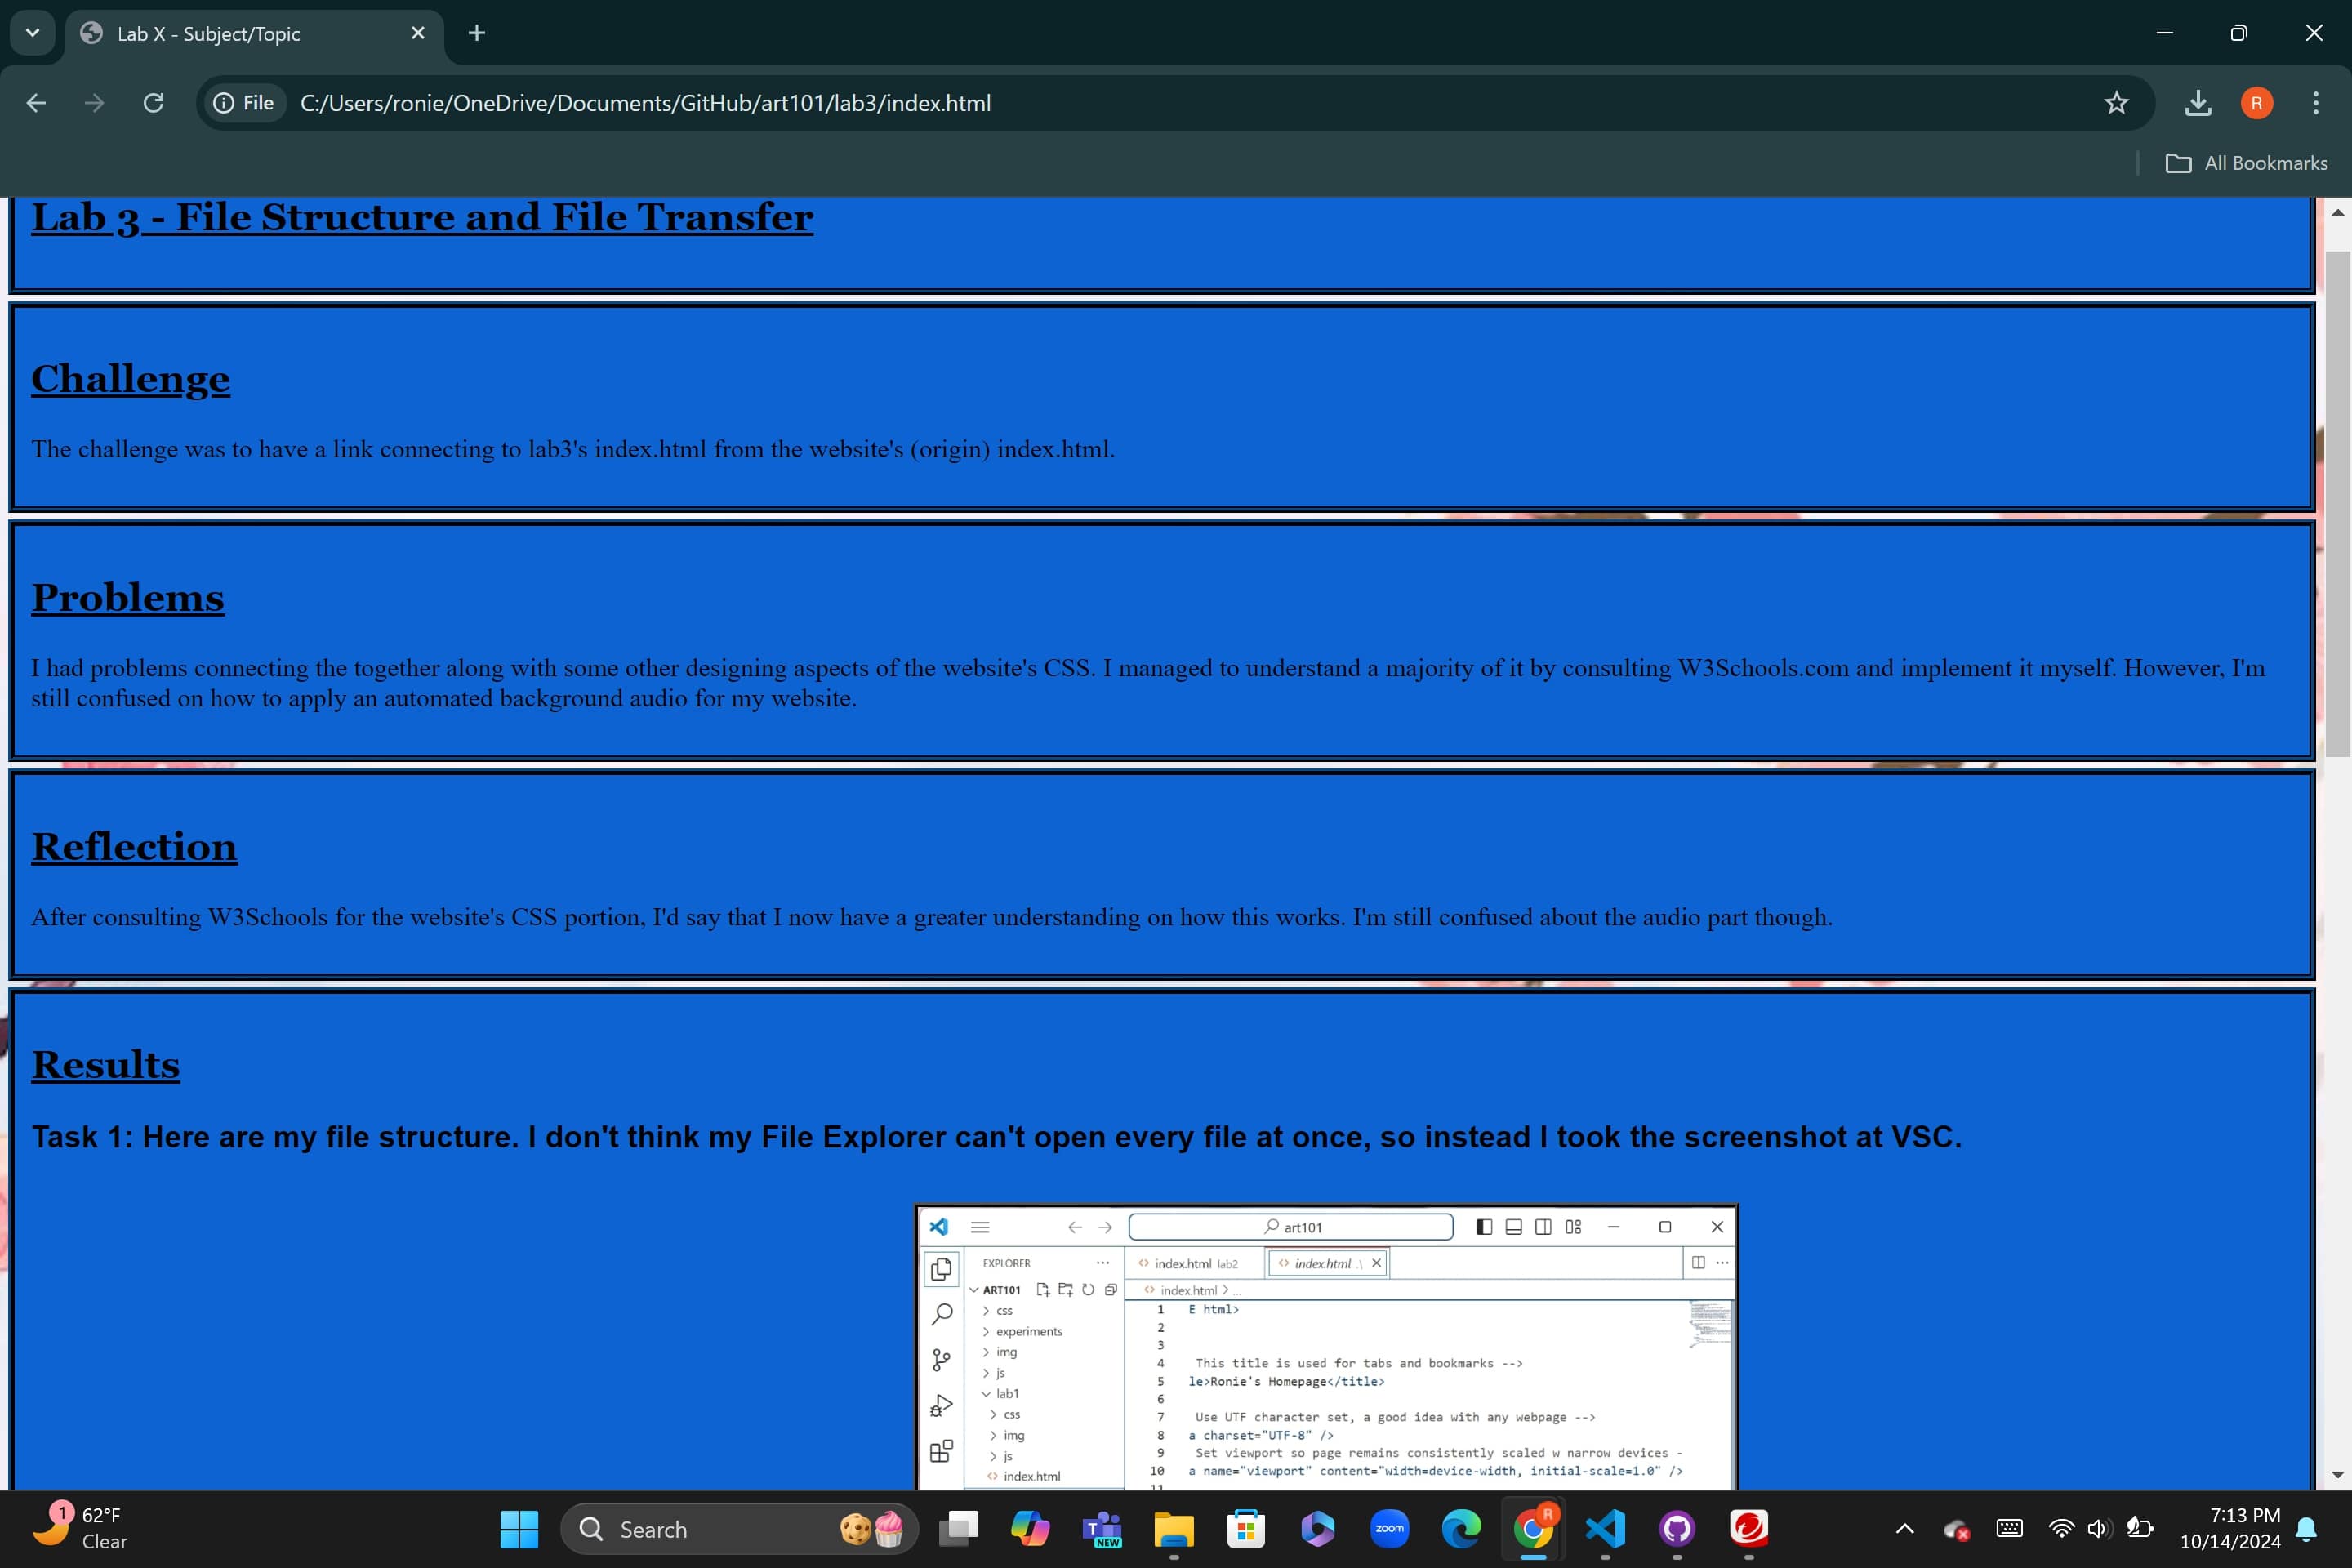 Lab X - Subject/Topic
File C:/Users/ronie/OneDrive/Documents/GitHub/art101/lab3/index.html
R
All Bookmarks
Lab 3 - File Structure and File Transfer
Challenge
The challenge was to have a link connecting to lab3's index.html from the website's (origin) index.html.
Problems
I had problems connecting the together along with some other designing aspects of the website's CSS. I managed to understand a majority of it by consulting W3Schools.com and implement it myself. However, I'm
still confused on how to apply an automated background audio for my website.
Reflection
After consulting W3Schools for the website's CSS portion, I'd say that I now have a greater understanding on how this works. I'm still confused about the audio part though.
Results
Task 1: Here are my file structure. I don't think my File Explorer can't open every file at once, so instead I took the screenshot at VSC.
art101
EXPLORER
ART101
css
experiments
img
js
lab1
css
img
js
index.html
index.html lab2
index.html .\
index.html > ...
1 E html>
2
3
4 This title is used for tabs and bookmarks -->
5 le>Ronie's Homepage</title>
6
7 Use UTF character set, a good idea with any webpage -->
8 a charset="UTF-8" />
9 Set viewport so page remains consistently scaled w narrow devices -
10 a name="viewport" content="width=device-width, initial-scale=1.0" />
11
1
62°F
Clear
Search
T
NEW
zoom
R
7:13 PM
10/14/2024